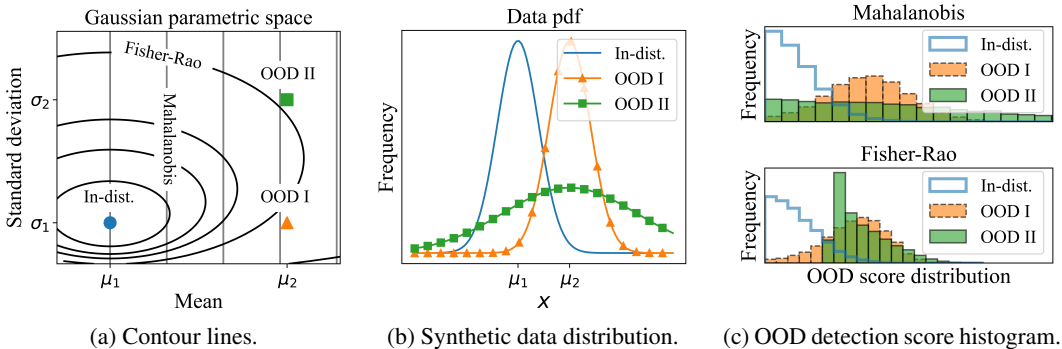 Gaussian parametric space
Standard deviation
σ₂
σ₁
Fisher-Rao
Mahalanobis
OOD II
In-dist.
OOD I
μ₁
μ₂
Mean
(a) Contour lines.
Data pdf
Frequency
In-dist.
OOD I
OOD II
μ₁
μ₂
x
(b) Synthetic data distribution.
Mahalanobis
Frequency
In-dist.
OOD I
OOD II
Fisher-Rao
Frequency
In-dist.
OOD I
OOD II
OOD score distribution
(c) OOD detection score histogram.